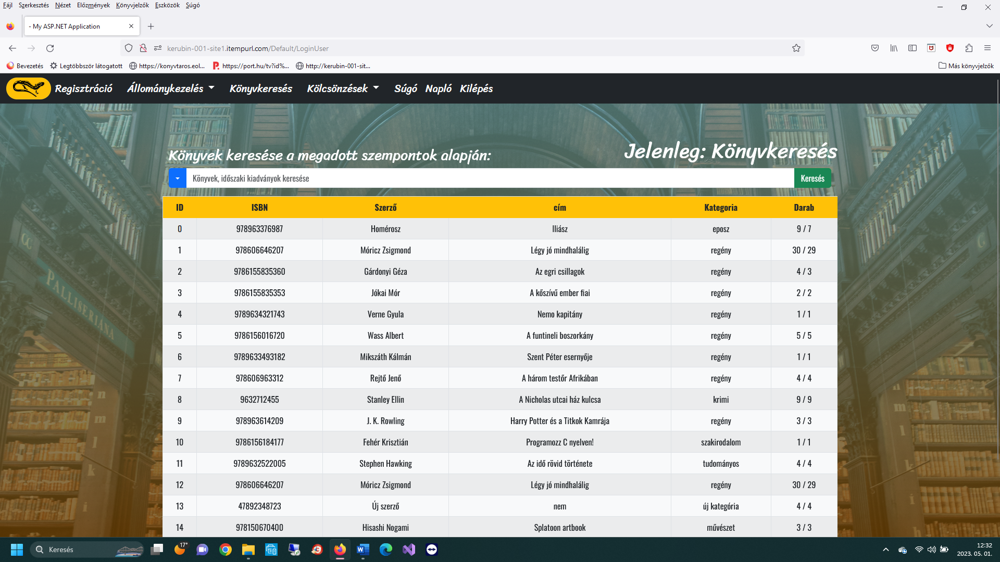 Fájl Szerkesztés Nézet Előzmények Könyvjelzők Eszközök Súgó
- My ASP.NET Application
kerubin-001-site1.itempurl.com/Default/LoginUser
Bevezetés Legtöbbször látogatott https://konyvtaros.eol... https://port.hu/tv?id%... http://kerubin-001-sit... Más könyvjelzők
Regisztráció Állománykezelés Könyvkeresés Kölcsönzések Súgó Napló Kilépés
Jelenleg: Könyvkeresés
Könyvek keresése a megadott szempontok alapján:
Könyvek, időszaki kiadványok keresése Keresés
ID ISBN Szerző cím Kategoria Darab
0 978963376987 Homérosz Iliász eposz 9 / 7
1 978606646207 Móricz Zsigmond Légy jó mindhalálig regény 30 / 29
2 9786155835360 Gárdonyi Géza Az egri csillagok regény 4 / 3
3 9786155835353 Jókai Mór A kőszívű ember fiai regény 2 / 2
4 9789634321743 Verne Gyula Nemo kapitány regény 1 / 1
5 9786156016720 Wass Albert A funtineli boszorkány regény 5 / 5
6 9789633493182 Mikszáth Kálmán Szent Péter esernyője regény 1 / 1
7 978606963312 Rejtő Jenő A három testőr Afrikában regény 4 / 4
8 9632712455 Stanley Ellin A Nicholas utcai ház kulcsa krimi 9 / 9
9 978963614209 J. K. Rowling Harry Potter és a Titkok Kamrája regény 3 / 3
10 9786156184177 Fehér Krisztián Programozz C nyelven! szakirodalom 1 / 1
11 9789632522005 Stephen Hawking Az idő rövid története tudományos 4 / 4
12 978606646207 Móricz Zsigmond Légy jó mindhalálig regény 30 / 29
13 47892348723 Új szerző nem új kategória 4 / 4
14 978150670400 Hisashi Nogami Splatoon artbook művészet 3 / 3
GG
PALLISERIANA
n
m
l
k
i
Keresés
17°
12:32
2023. 05. 01.